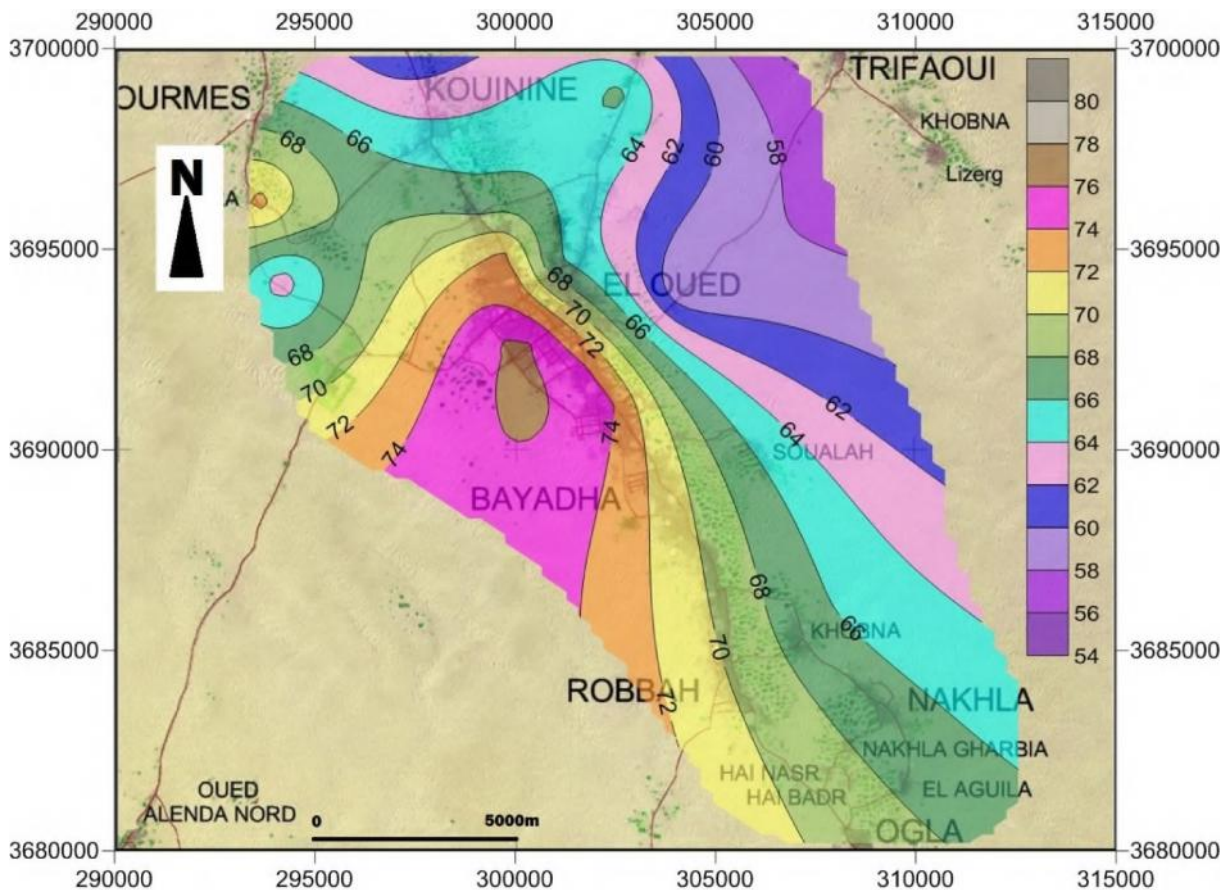 290000 295000 300000 305000 310000 315000
3700000 3700000
TRIFAOUI
KOUININE
OURMES
80
KHOBNA
68 66 64 62 60 58
78
Lizerg
N
A
76
3695000 74 3695000
68 EL OUED
72
70 66
72
70
68
68
70
66
62
72 74 74 64
64
3690000 SOUALAH 3690000
62
BAYADHA
60
68
58
66
KHOBNA
56
3685000 70 54 3685000
ROBBAH
72
NAKHLA
NAKHLA GHARBIA
HAI NASR
OUED EL AGUILA
HAI BADR
ALENDA NORD
0 5000m
OGLA
3680000 3680000
290000 295000 300000 305000 310000 315000